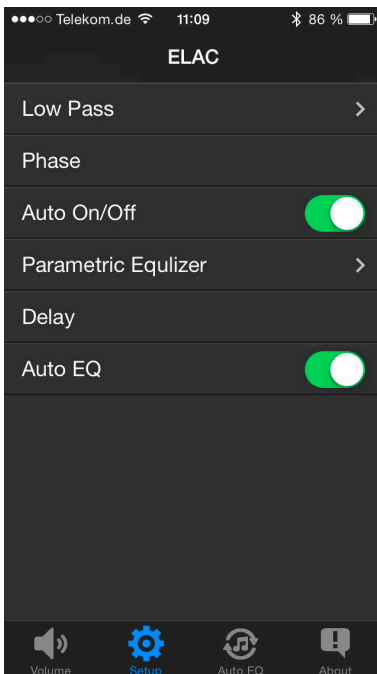 Telekom.de 11:09 86 %
ELAC
Low Pass
Phase
Auto On/Off
Parametric Equlizer
Delay
Auto EQ
Volume Setup Auto EQ About